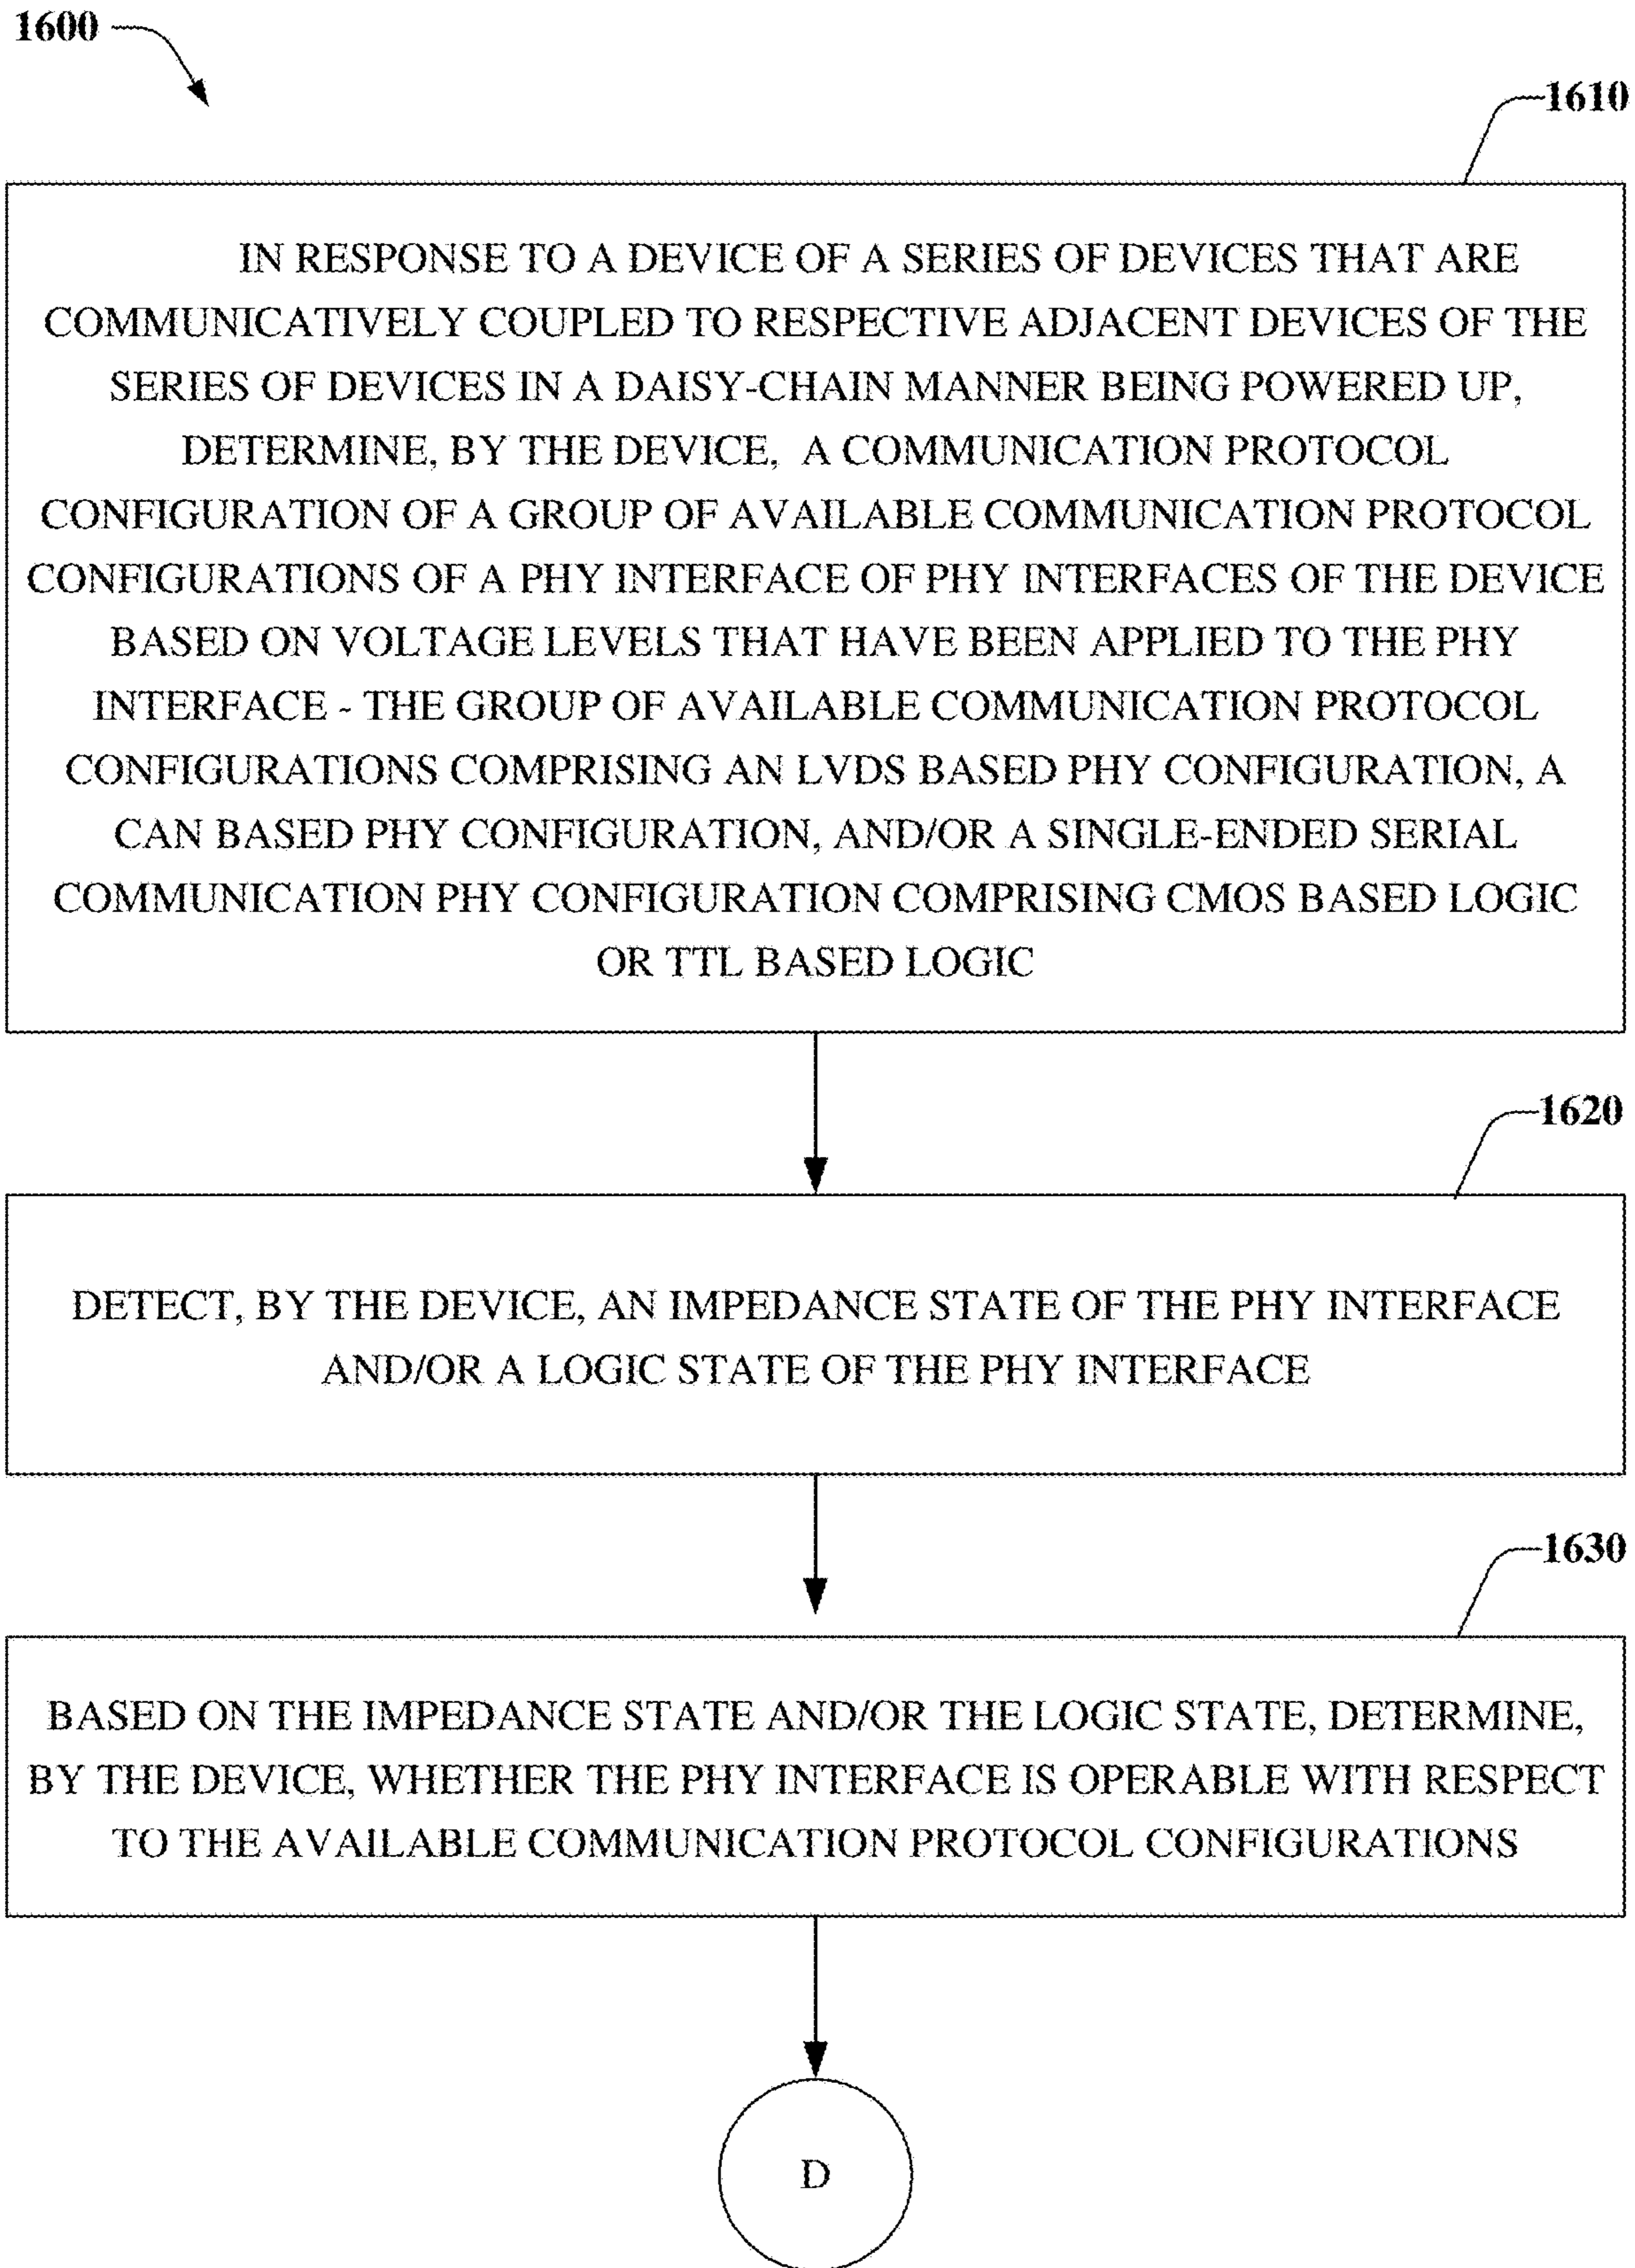 1600
1610
IN RESPONSE TO A DEVICE OF A SERIES OF DEVICES THAT ARE
COMMUNICATIVELY COUPLED TO RESPECTIVE ADJACENT DEVICES OF THE
SERIES OF DEVICES IN A DAISY-CHAIN MANNER BEING POWERED UP,
DETERMINE, BY THE DEVICE, A COMMUNICATION PROTOCOL
CONFIGURATION OF A GROUP OF AVAILABLE COMMUNICATION PROTOCOL
CONFIGURATIONS OF A PHY INTERFACE OF PHY INTERFACES OF THE DEVICE
BASED ON VOLTAGE LEVELS THAT HAVE BEEN APPLIED TO THE PHY
INTERFACE - THE GROUP OF AVAILABLE COMMUNICATION PROTOCOL
CONFIGURATIONS COMPRISING AN LVDS BASED PHY CONFIGURATION, A
CAN BASED PHY CONFIGURATION, AND/OR A SINGLE-ENDED SERIAL
COMMUNICATION PHY CONFIGURATION COMPRISING CMOS BASED LOGIC
OR TTL BASED LOGIC
1620
DETECT, BY THE DEVICE, AN IMPEDANCE STATE OF THE PHY INTERFACE
AND/OR A LOGIC STATE OF THE PHY INTERFACE
1630
BASED ON THE IMPEDANCE STATE AND/OR THE LOGIC STATE, DETERMINE,
BY THE DEVICE, WHETHER THE PHY INTERFACE IS OPERABLE WITH RESPECT
TO THE AVAILABLE COMMUNICATION PROTOCOL CONFIGURATIONS
D